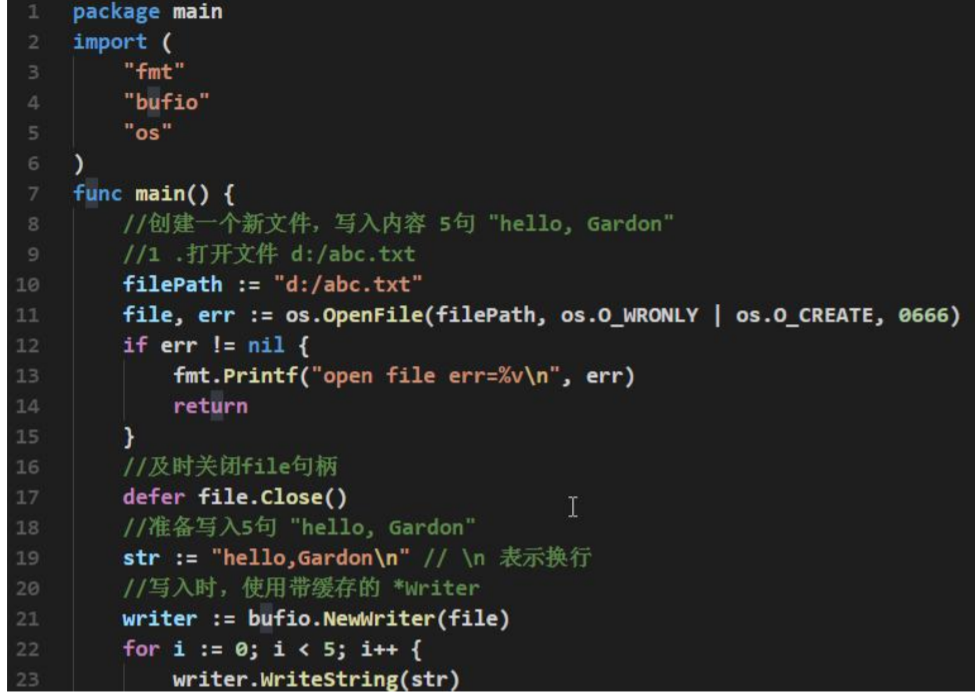 1 package main
2 import (
3 "fmt"
4 "bufio"
5 "os"
6 )
7 func main() {
8 //创建一个新文件，写入内容 5句 "hello, Gardon"
9 //1 .打开文件 d:/abc.txt
10 filePath := "d:/abc.txt"
11 file, err := os.OpenFile(filePath, os.O_WRONLY | os.O_CREATE, 0666)
12 if err != nil {
13 fmt.Printf("open file err=%v\n", err)
14 return
15 }
16 //及时关闭file句柄
17 defer file.Close()
18 //准备写入5句 "hello, Gardon"
19 str := "hello,Gardon\n" // \n 表示换行
20 //写入时，使用带缓存的 *Writer
21 writer := bufio.NewWriter(file)
22 for i := 0; i < 5; i++ {
23 writer.WriteString(str)